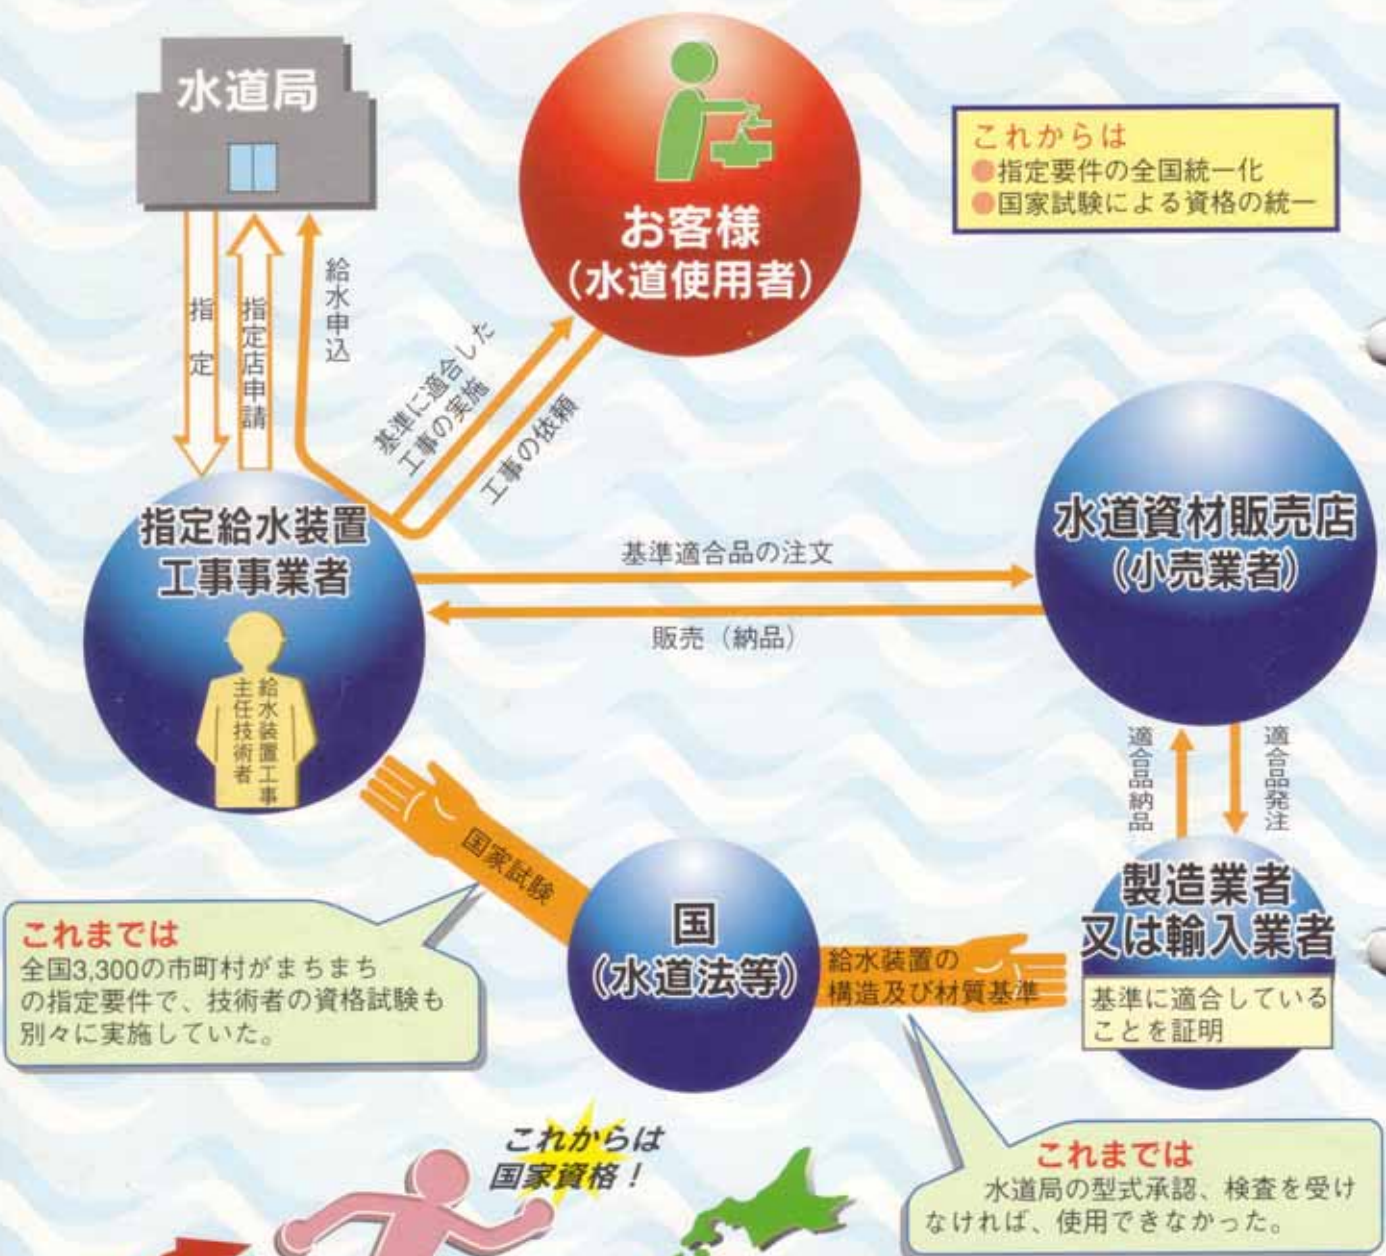 水道局
お客様
（水道使用者）
これからは
●指定要件の全国統一化
●国家試験による資格の統一
指定
指定店申請
給水申込
基準に適合した
工事の実施
工事の依頼
指定給水装置
工事事業者
給水装置工事
主任技術者
基準適合品の注文
販売（納品）
水道資材販売店
（小売業者）
適合品納品
適合品発注
国家試験
国
（水道法等）
給水装置の
構造及び材質基準
製造業者
又は輸入業者
基準に適合している
ことを証明
これまでは
全国3,300の市町村がまちまち
の指定要件で、技術者の資格試験も
別々に実施していた。
これからは
国家資格！
これまでは
水道局の型式承認、検査を受け
なければ、使用できなかった。